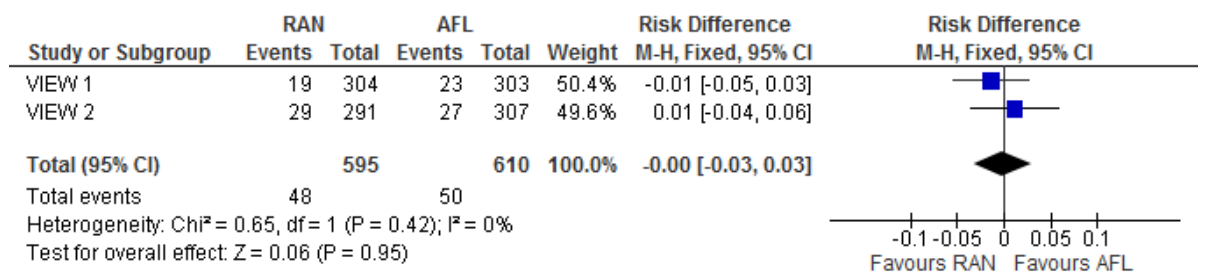 RAN AFL Risk Difference Risk Difference
Study or Subgroup Events Total Events Total Weight M-H, Fixed, 95% CI M-H, Fixed, 95% CI
VIEW 1 19 304 23 303 50.4% -0.01 [-0.05, 0.03]
VIEW 2 29 291 27 307 49.6% 0.01 [-0.04, 0.06]
Total (95% CI) 595 610 100.0% -0.00 [-0.03, 0.03]
Total events 48 50
Heterogeneity: Chi² = 0.65, df = 1 (P = 0.42); I² = 0%
Test for overall effect: Z = 0.06 (P = 0.95)
-0.1 -0.05 0 0.05 0.1
Favours RAN Favours AFL